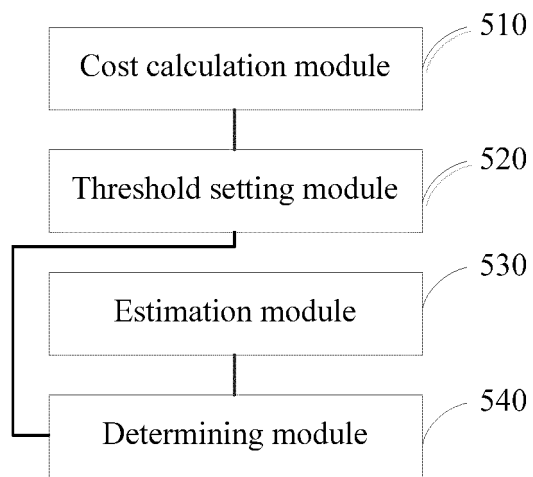 510
Cost calculation module
520
Threshold setting module
530
Estimation module
540
Determining module